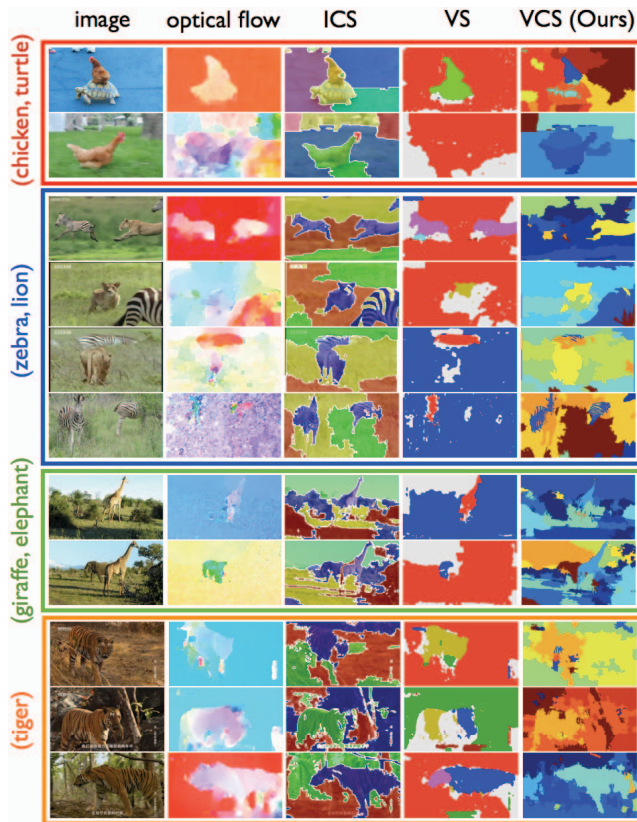 image optical flow ICS VS VCS (Ours)
(chicken, turtle)
(zebra, lion)
(giraffe, elephant)
(tiger)